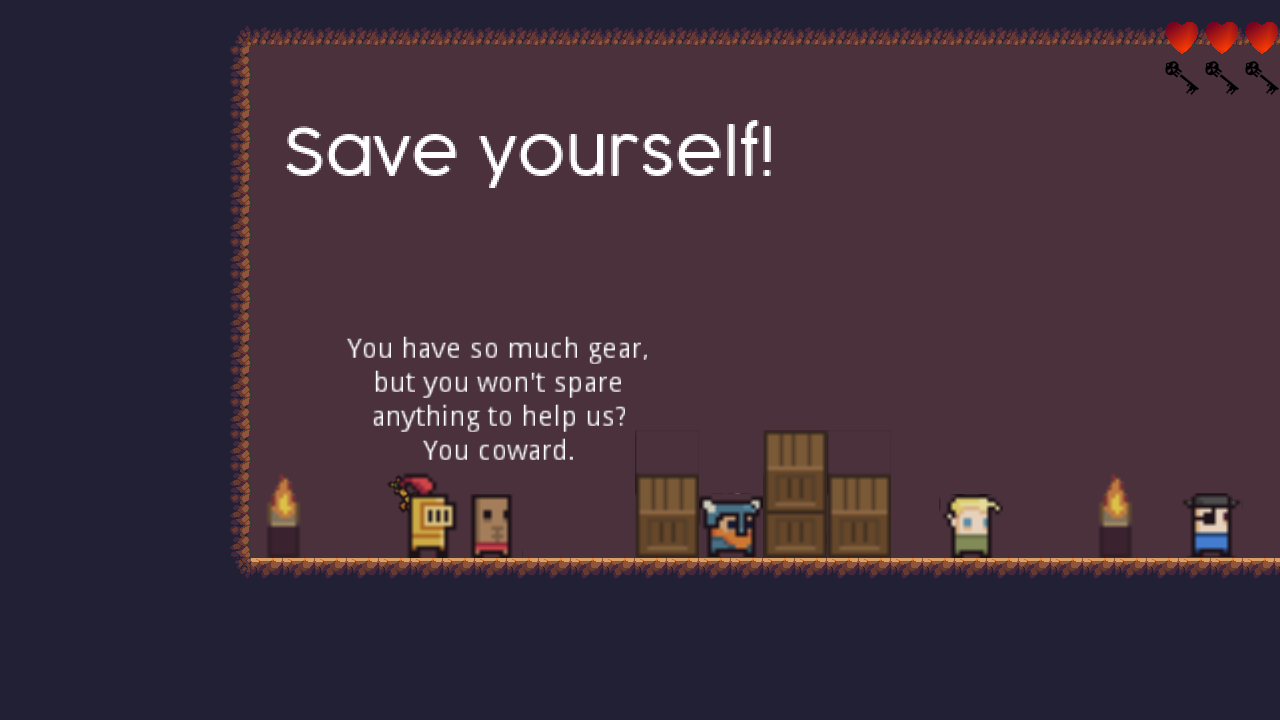 Save yourself!
You have so much gear,
but you won't spare
anything to help us?
You coward.